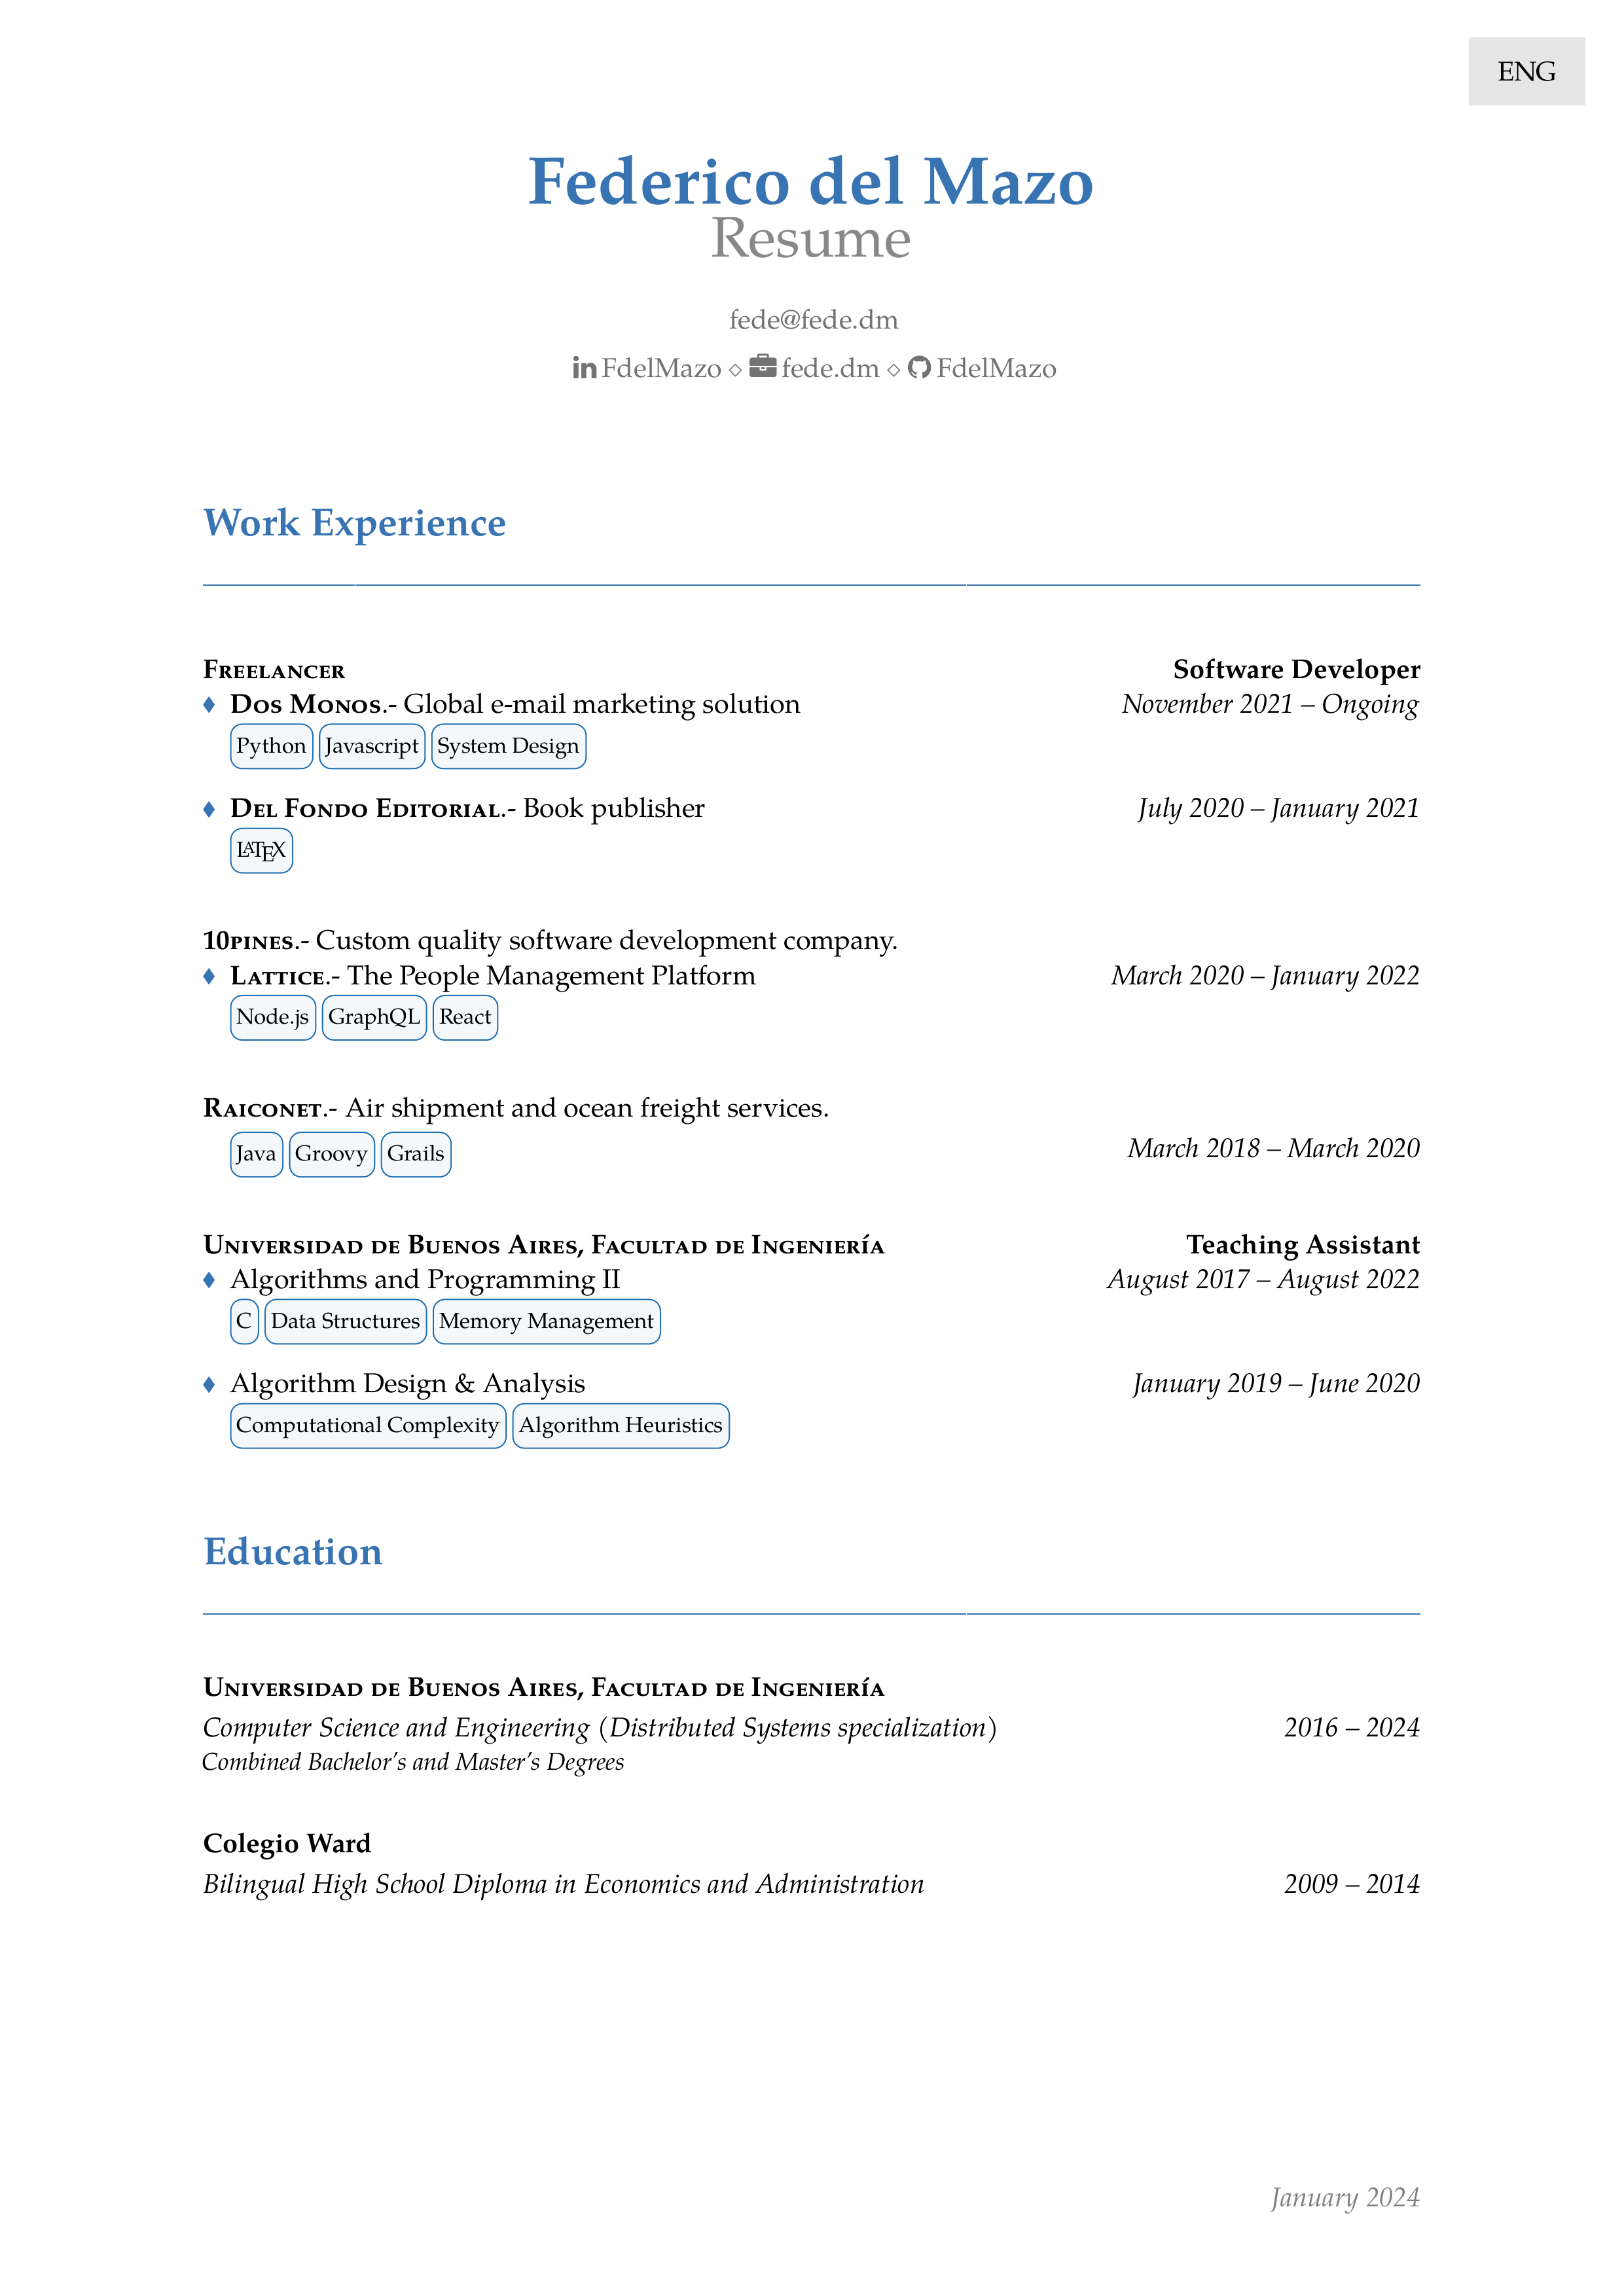 ENG
Federico del Mazo
Resume
fede@fede.dm
in FdelMazo ⋄ fede.dm ⋄ FdelMazo
Work Experience
Freelancer Software Developer
♦ Dos Monos.- Global e-mail marketing solution November 2021 – Ongoing
Python Javascript System Design
♦ Del Fondo Editorial.- Book publisher July 2020 – January 2021
LATEX
10pines.- Custom quality software development company.
♦ Lattice.- The People Management Platform March 2020 – January 2022
Node.js GraphQL React
Raiconet.- Air shipment and ocean freight services.
Java Groovy Grails March 2018 – March 2020
Universidad de Buenos Aires, Facultad de Ingeniería Teaching Assistant
♦ Algorithms and Programming II August 2017 – August 2022
C Data Structures Memory Management
♦ Algorithm Design & Analysis January 2019 – June 2020
Computational Complexity Algorithm Heuristics
Education
Universidad de Buenos Aires, Facultad de Ingeniería
Computer Science and Engineering (Distributed Systems specialization) 2016 – 2024
Combined Bachelor's and Master's Degrees
Colegio Ward
Bilingual High School Diploma in Economics and Administration 2009 – 2014
January 2024